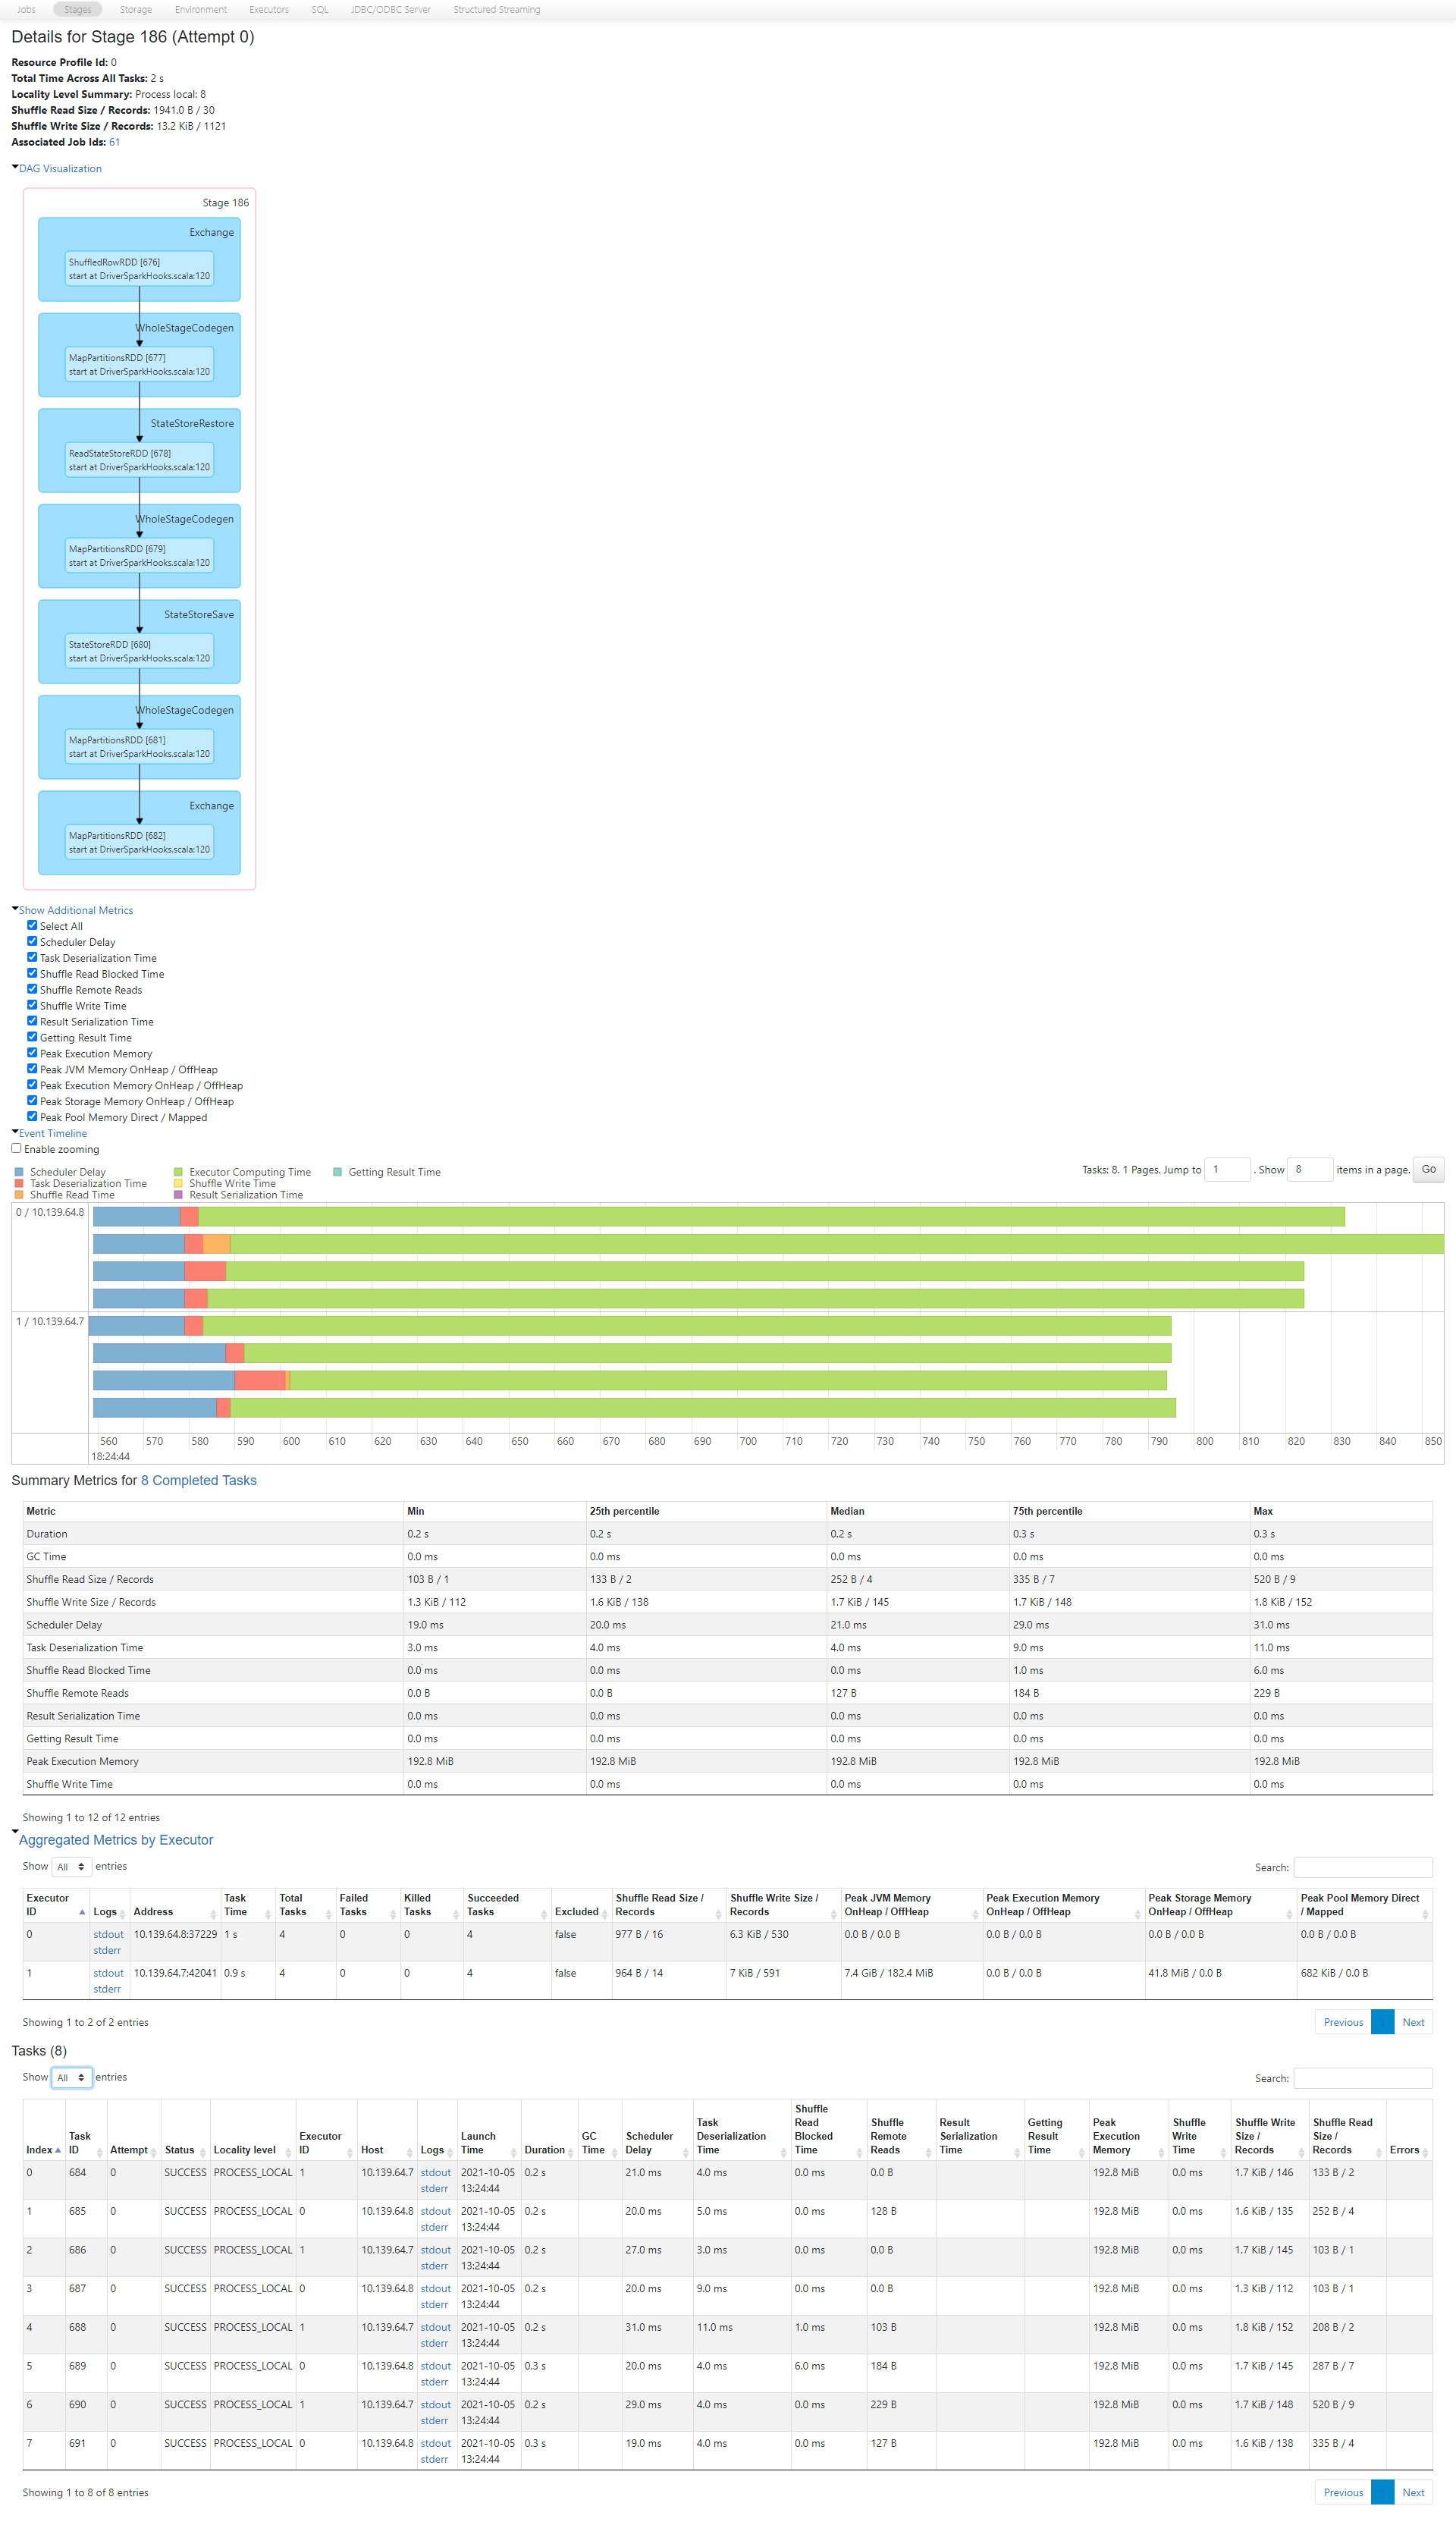 Jobs Stages Storage Environment Executors SQL JDBC/ODBC Server Structured Streaming
Details for Stage 186 (Attempt 0)
Resource Profile Id: 0
Total Time Across All Tasks: 2 s
Locality Level Summary: Process local: 8
Shuffle Read Size / Records: 1941.0 B / 30
Shuffle Write Size / Records: 13.2 KiB / 1121
Associated Job Ids: 61
DAG Visualization
Stage 186
Exchange
ShuffledRowRDD [676]
start at DriverSparkHooks.scala:120
WholeStageCodegen
MapPartitionsRDD [677]
start at DriverSparkHooks.scala:120
StateStoreRestore
ReadStateStoreRDD [678]
start at DriverSparkHooks.scala:120
WholeStageCodegen
MapPartitionsRDD [679]
start at DriverSparkHooks.scala:120
StateStoreSave
StateStoreRDD [680]
start at DriverSparkHooks.scala:120
WholeStageCodegen
MapPartitionsRDD [681]
start at DriverSparkHooks.scala:120
Exchange
MapPartitionsRDD [682]
start at DriverSparkHooks.scala:120
Show Additional Metrics
Select All
Scheduler Delay
Task Deserialization Time
Shuffle Read Blocked Time
Shuffle Remote Reads
Shuffle Write Time
Result Serialization Time
Getting Result Time
Peak Execution Memory
Peak JVM Memory OnHeap / OffHeap
Peak Execution Memory OnHeap / OffHeap
Peak Storage Memory OnHeap / OffHeap
Peak Pool Memory Direct / Mapped
Event Timeline
Enable zooming
Scheduler Delay Executor Computing Time Getting Result Time
Task Deserialization Time Shuffle Write Time
Shuffle Read Time Result Serialization Time
Tasks: 8. 1 Pages. Jump to 1 . Show 8 items in a page. Go
0 / 10.139.64.8
1 / 10.139.64.7
560 570 580 590 600 610 620 630 640 650 660 670 680 690 700 710 720 730 740 750 760 770 780 790 800 810 820 830 840 850
18:24:44
Summary Metrics for 8 Completed Tasks
Metric Min 25th percentile Median 75th percentile Max
Duration 0.2 s 0.2 s 0.2 s 0.3 s 0.3 s
GC Time 0.0 ms 0.0 ms 0.0 ms 0.0 ms 0.0 ms
Shuffle Read Size / Records 103 B / 1 133 B / 2 252 B / 4 335 B / 7 520 B / 9
Shuffle Write Size / Records 1.3 KiB / 112 1.6 KiB / 138 1.7 KiB / 145 1.7 KiB / 148 1.8 KiB / 152
Scheduler Delay 19.0 ms 20.0 ms 21.0 ms 29.0 ms 31.0 ms
Task Deserialization Time 3.0 ms 4.0 ms 4.0 ms 9.0 ms 11.0 ms
Shuffle Read Blocked Time 0.0 ms 0.0 ms 0.0 ms 1.0 ms 6.0 ms
Shuffle Remote Reads 0.0 B 0.0 B 127 B 184 B 229 B
Result Serialization Time 0.0 ms 0.0 ms 0.0 ms 0.0 ms 0.0 ms
Getting Result Time 0.0 ms 0.0 ms 0.0 ms 0.0 ms 0.0 ms
Peak Execution Memory 192.8 MiB 192.8 MiB 192.8 MiB 192.8 MiB 192.8 MiB
Shuffle Write Time 0.0 ms 0.0 ms 0.0 ms 0.0 ms 0.0 ms
Showing 1 to 12 of 12 entries
Aggregated Metrics by Executor
Show All entries Search:
Executor ID Logs Address Task Time Total Tasks Failed Tasks Killed Tasks Succeeded Tasks Excluded Shuffle Read Size / Records Shuffle Write Size / Records Peak JVM Memory OnHeap / OffHeap Peak Execution Memory OnHeap / OffHeap Peak Storage Memory OnHeap / OffHeap Peak Pool Memory Direct / Mapped
0 stdout 10.139.64.8:37229 1 s 4 0 0 4 false 977 B / 16 6.3 KiB / 530 0.0 B / 0.0 B 0.0 B / 0.0 B 0.0 B / 0.0 B 0.0 B / 0.0 B
stderr
1 stdout 10.139.64.7:42041 0.9 s 4 0 0 4 false 964 B / 14 7 KiB / 591 7.4 GiB / 182.4 MiB 0.0 B / 0.0 B 41.8 MiB / 0.0 B 682 KiB / 0.0 B
stderr
Showing 1 to 2 of 2 entries Previous Next
Tasks (8)
Show All entries Search:
Index Task ID Attempt Status Locality level Executor ID Host Logs Launch Time Duration GC Time Scheduler Delay Task Deserialization Time Shuffle Read Blocked Time Shuffle Remote Reads Result Serialization Time Getting Result Time Peak Execution Memory Shuffle Write Time Shuffle Write Size / Records Shuffle Read Size / Records Errors
0 684 0 SUCCESS PROCESS_LOCAL 1 10.139.64.7 stdout 2021-10-05 0.2 s 21.0 ms 4.0 ms 0.0 ms 0.0 B 192.8 MiB 0.0 ms 1.7 KiB / 146 133 B / 2
stderr 13:24:44
1 685 0 SUCCESS PROCESS_LOCAL 0 10.139.64.8 stdout 2021-10-05 0.2 s 20.0 ms 5.0 ms 0.0 ms 128 B 192.8 MiB 0.0 ms 1.6 KiB / 135 252 B / 4
stderr 13:24:44
2 686 0 SUCCESS PROCESS_LOCAL 1 10.139.64.7 stdout 2021-10-05 0.2 s 27.0 ms 3.0 ms 0.0 ms 0.0 B 192.8 MiB 0.0 ms 1.7 KiB / 145 103 B / 1
stderr 13:24:44
3 687 0 SUCCESS PROCESS_LOCAL 0 10.139.64.8 stdout 2021-10-05 0.2 s 20.0 ms 9.0 ms 0.0 ms 0.0 B 192.8 MiB 0.0 ms 1.3 KiB / 112 103 B / 1
stderr 13:24:44
4 688 0 SUCCESS PROCESS_LOCAL 1 10.139.64.7 stdout 2021-10-05 0.2 s 31.0 ms 11.0 ms 1.0 ms 103 B 192.8 MiB 0.0 ms 1.8 KiB / 152 208 B / 2
stderr 13:24:44
5 689 0 SUCCESS PROCESS_LOCAL 0 10.139.64.8 stdout 2021-10-05 0.3 s 20.0 ms 4.0 ms 6.0 ms 184 B 192.8 MiB 0.0 ms 1.7 KiB / 145 287 B / 7
stderr 13:24:44
6 690 0 SUCCESS PROCESS_LOCAL 1 10.139.64.7 stdout 2021-10-05 0.2 s 29.0 ms 4.0 ms 0.0 ms 229 B 192.8 MiB 0.0 ms 1.7 KiB / 148 520 B / 9
stderr 13:24:44
7 691 0 SUCCESS PROCESS_LOCAL 0 10.139.64.8 stdout 2021-10-05 0.3 s 19.0 ms 4.0 ms 0.0 ms 127 B 192.8 MiB 0.0 ms 1.6 KiB / 138 335 B / 4
stderr 13:24:44
Showing 1 to 8 of 8 entries Previous Next